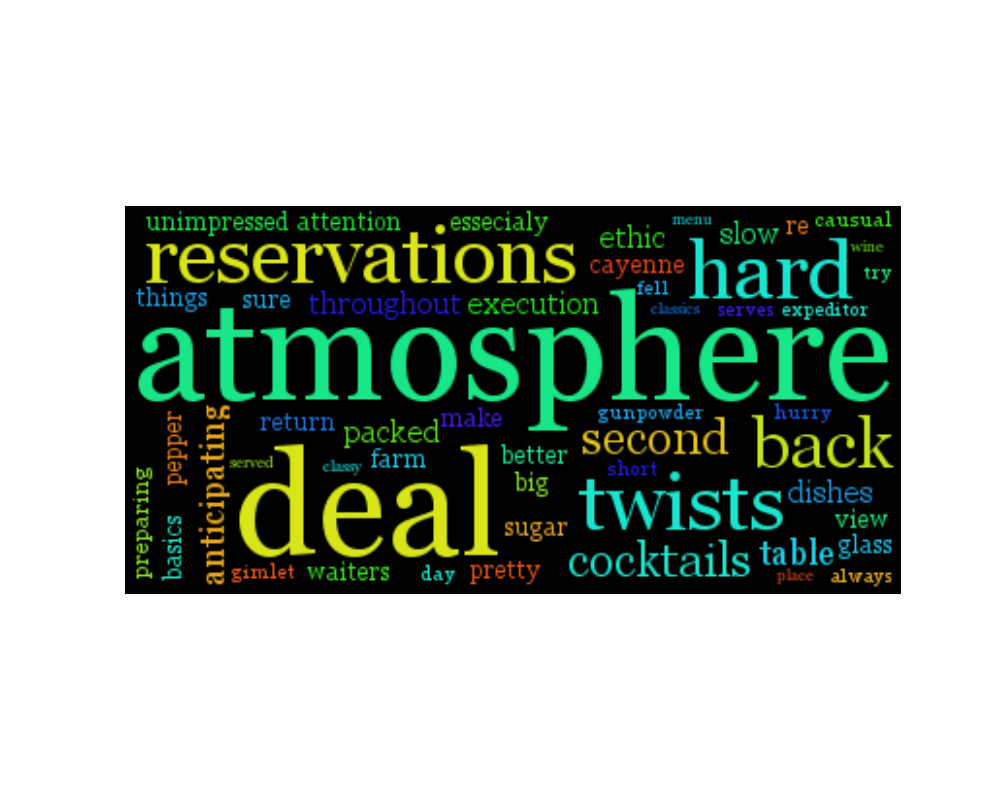 unimpressed attention essecialy menu causual
reservations ethic slow re wine
cayenne hard try
things sure throughout execution fell classics serves expeditor
atmosphere
pepper anticipating return packed make gunpowder hurry
second back
served classy farm better short
deal big twists dishes
preparing basics sugar view
cocktails table glass
gimlet waiters day pretty place always